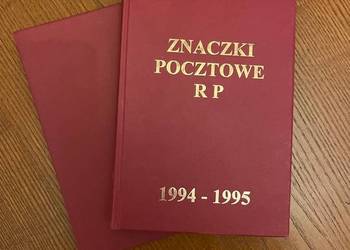 ZNACZKI
POCZTOWE
R P
1994 - 1995